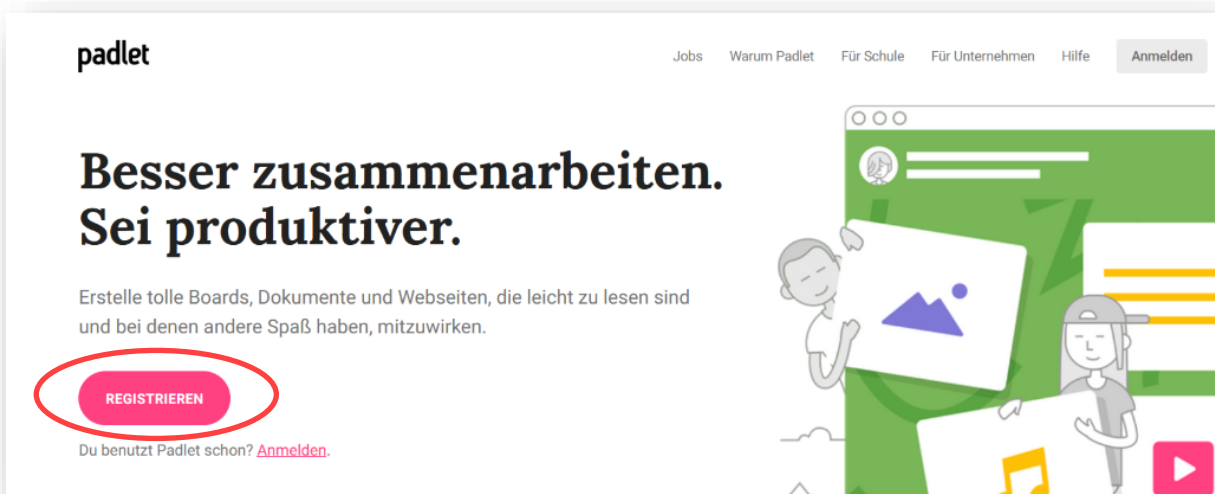 padlet
Jobs Warum Padlet Für Schule Für Unternehmen Hilfe Anmelden
Besser zusammenarbeiten.
Sei produktiver.
Erstelle tolle Boards, Dokumente und Webseiten, die leicht zu lesen sind
und bei denen andere Spaß haben, mitzuwirken.
REGISTRIEREN
Du benutzt Padlet schon? Anmelden.